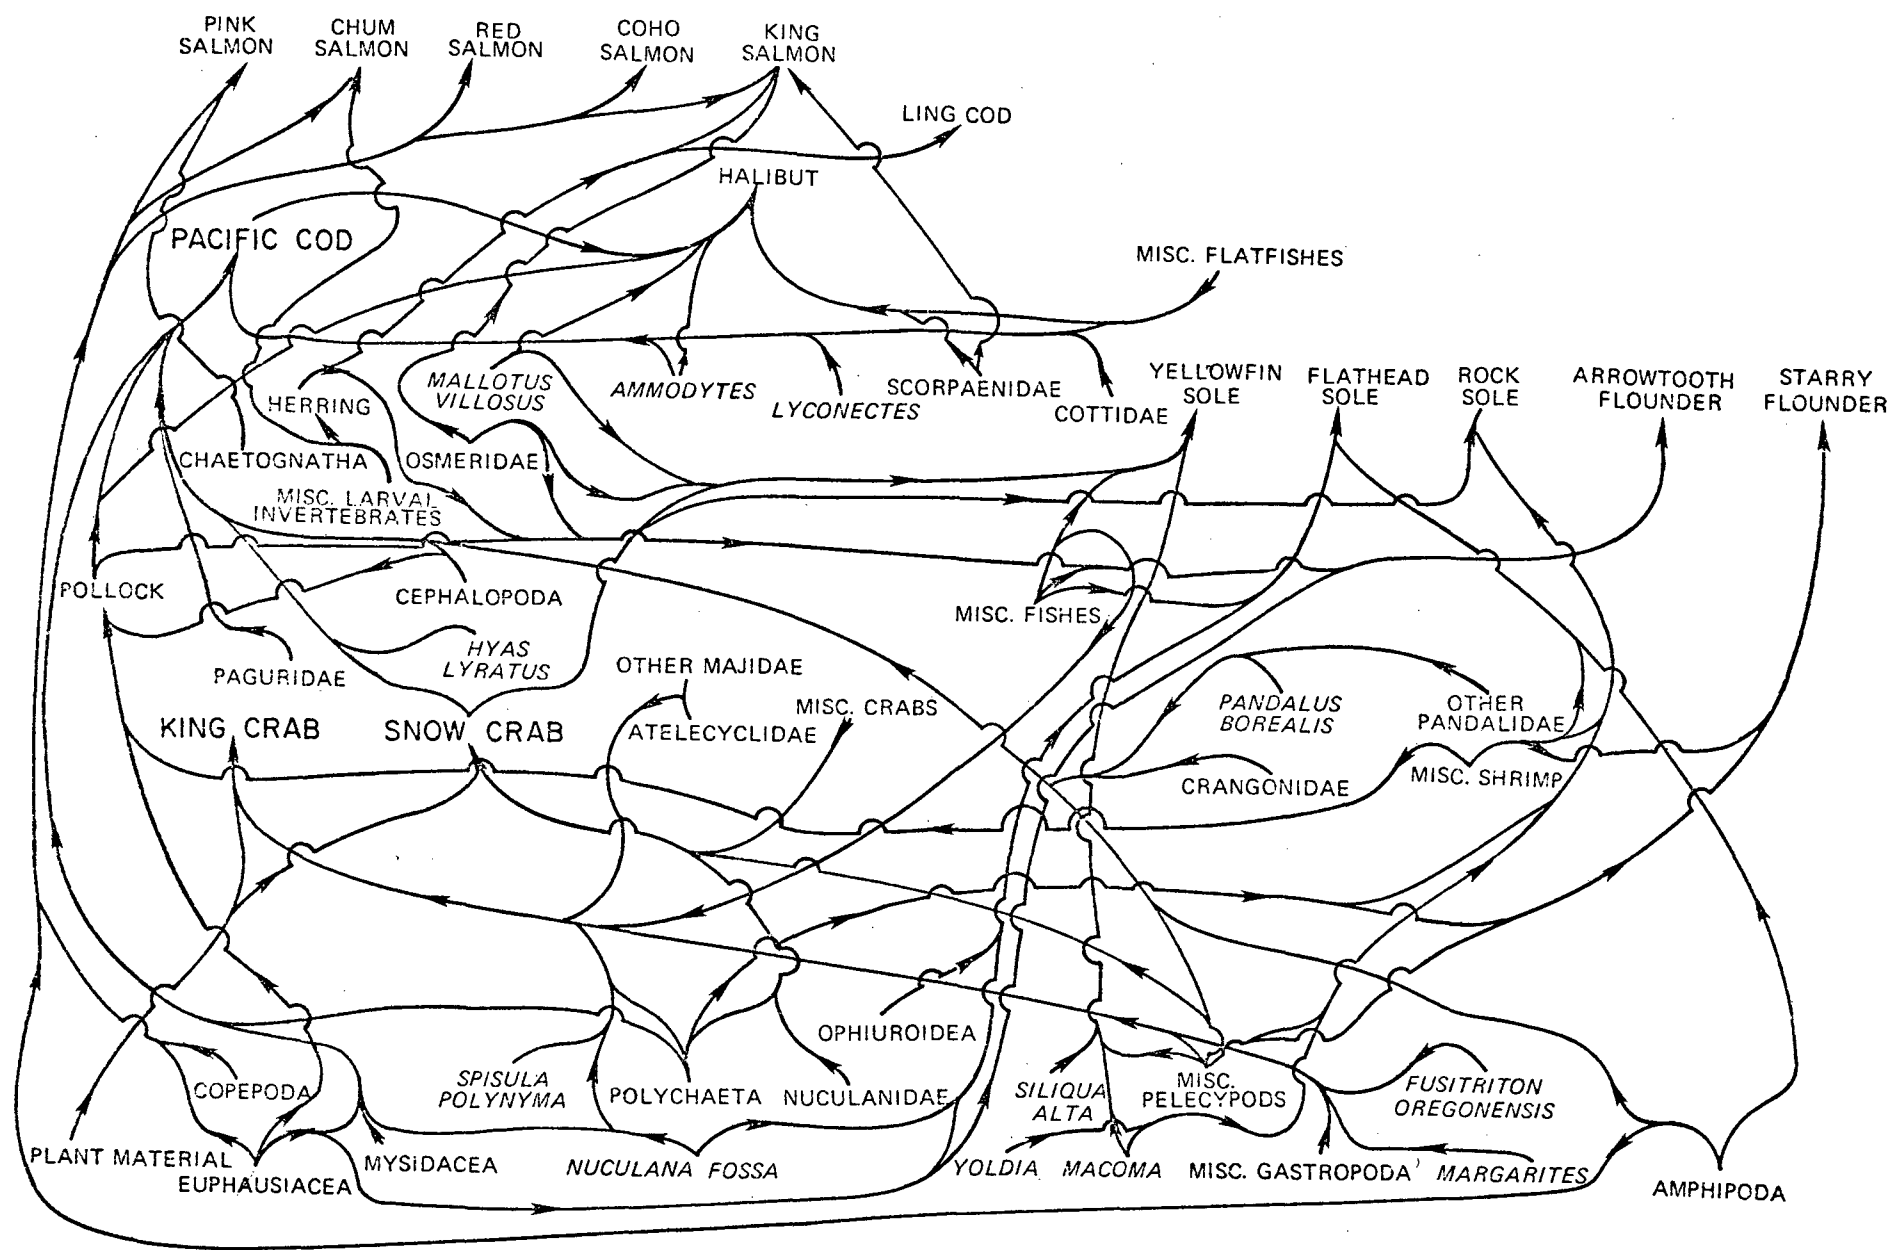 PINK
SALMON
CHUM
SALMON
RED
SALMON
COHO
SALMON
KING
SALMON
LING COD
HALIBUT
PACIFIC COD
MISC. FLATFISHES
MALLOTUS
VILLOSUS
AMMODYTES
LYCONECTES
SCORPAENIDAE
COTTIDAE
YELLOWFIN
SOLE
FLATHEAD
SOLE
ROCK
SOLE
ARROWTOOTH
FLOUNDER
STARRY
FLOUNDER
HERRING
CHAETOGNATHA
OSMERIDAE
MISC. LARVAL
INVERTEBRATES
POLLOCK
CEPHALOPODA
MISC. FISHES
HYAS
LYRATUS
PAGURIDAE
OTHER MAJIDAE
MISC. CRABS
ATELECYCLIDAE
PANDALUS
BOREALIS
OTHER
PANDALIDAE
KING CRAB
SNOW CRAB
CRANGONIDAE
MISC. SHRIMP
OPHIUROIDEA
COPEPODA
SPISULA
POLYNYMA
POLYCHAETA
NUCULANIDAE
SILIQUA
ALTA
MISC.
PELECYPODS
FUSITRITON
OREGONENSIS
PLANT MATERIAL
EUPHAUSIACEA
MYSIDACEA
NUCULANA FOSSA
YOLDIA
MACOMA
MISC. GASTROPODA
MARGARITES
AMPHIPODA